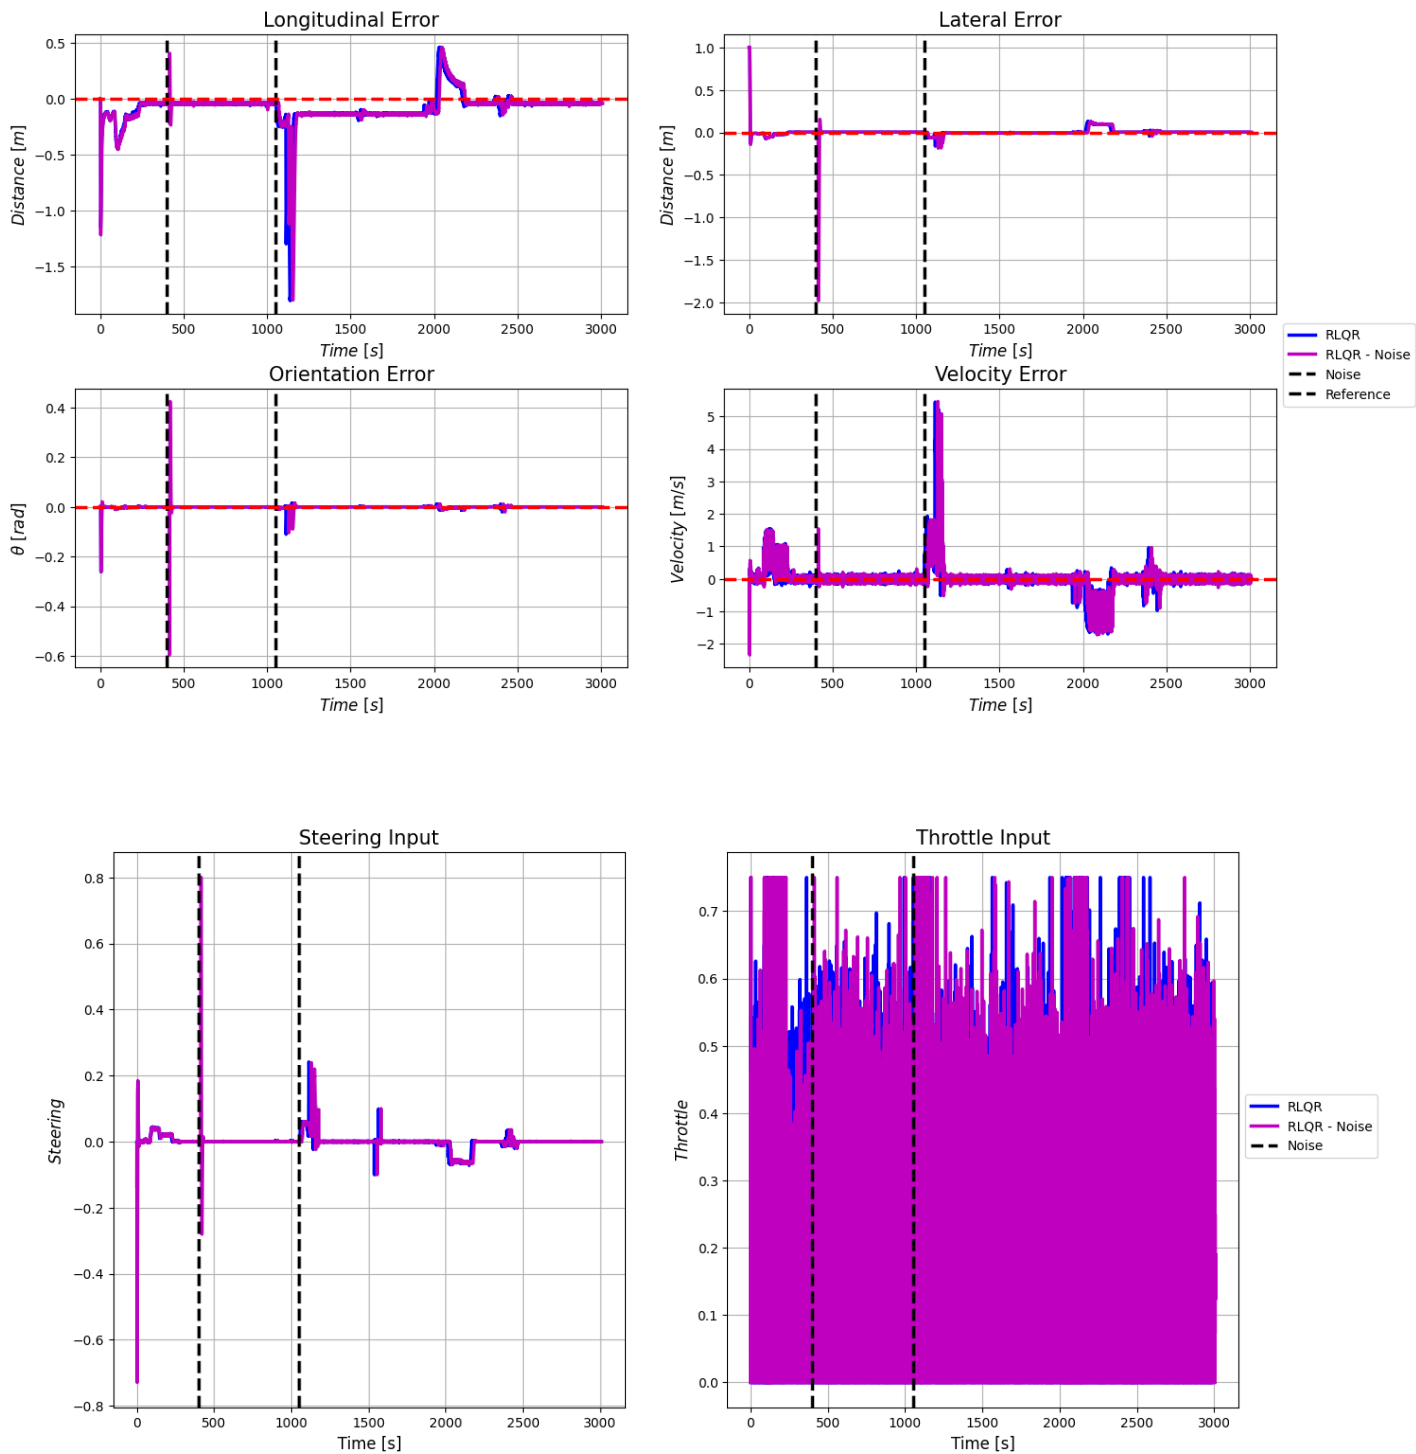 Longitudinal Error
Distance [m]
0.5
0.0
−0.5
−1.0
−1.5
0 500 1000 1500 2000 2500 3000
Time [s]
Lateral Error
Distance [m]
1.0
0.5
0.0
−0.5
−1.0
−1.5
−2.0
0 500 1000 1500 2000 2500 3000
Time [s]
RLQR
RLQR - Noise
Noise
Reference
Orientation Error
θ [rad]
0.4
0.2
0.0
−0.2
−0.4
−0.6
0 500 1000 1500 2000 2500 3000
Time [s]
Velocity Error
Velocity [m/s]
5
4
3
2
1
0
−1
−2
0 500 1000 1500 2000 2500 3000
Time [s]
Steering Input
Steering
0.8
0.6
0.4
0.2
0.0
−0.2
−0.4
−0.6
−0.8
0 500 1000 1500 2000 2500 3000
Time [s]
Throttle Input
Throttle
0.7
0.6
0.5
0.4
0.3
0.2
0.1
0.0
0 500 1000 1500 2000 2500 3000
Time [s]
RLQR
RLQR - Noise
Noise